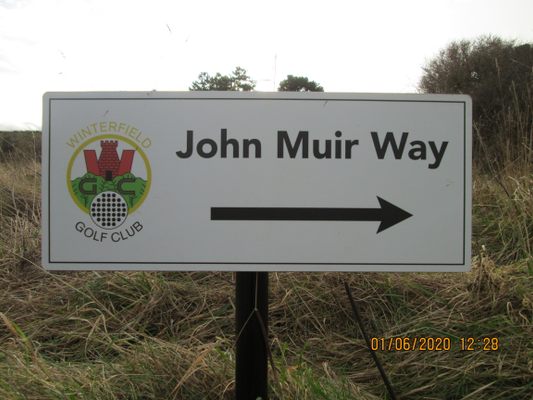 WINTERFIELD
W
G C
GOLF CLUB
John Muir Way
01/06/2020 12:28